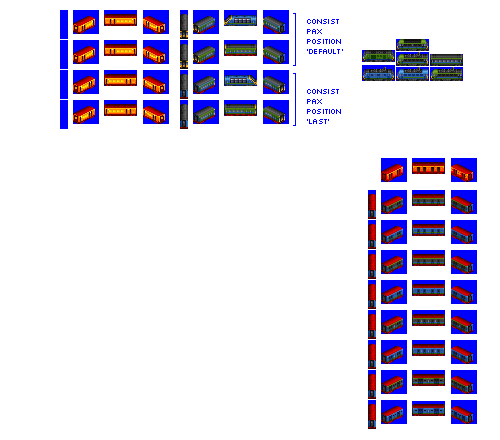 CONSIST
PAX
POSITION
'DEFAULT'
CONSIST
PAX
POSITION
'LAST'